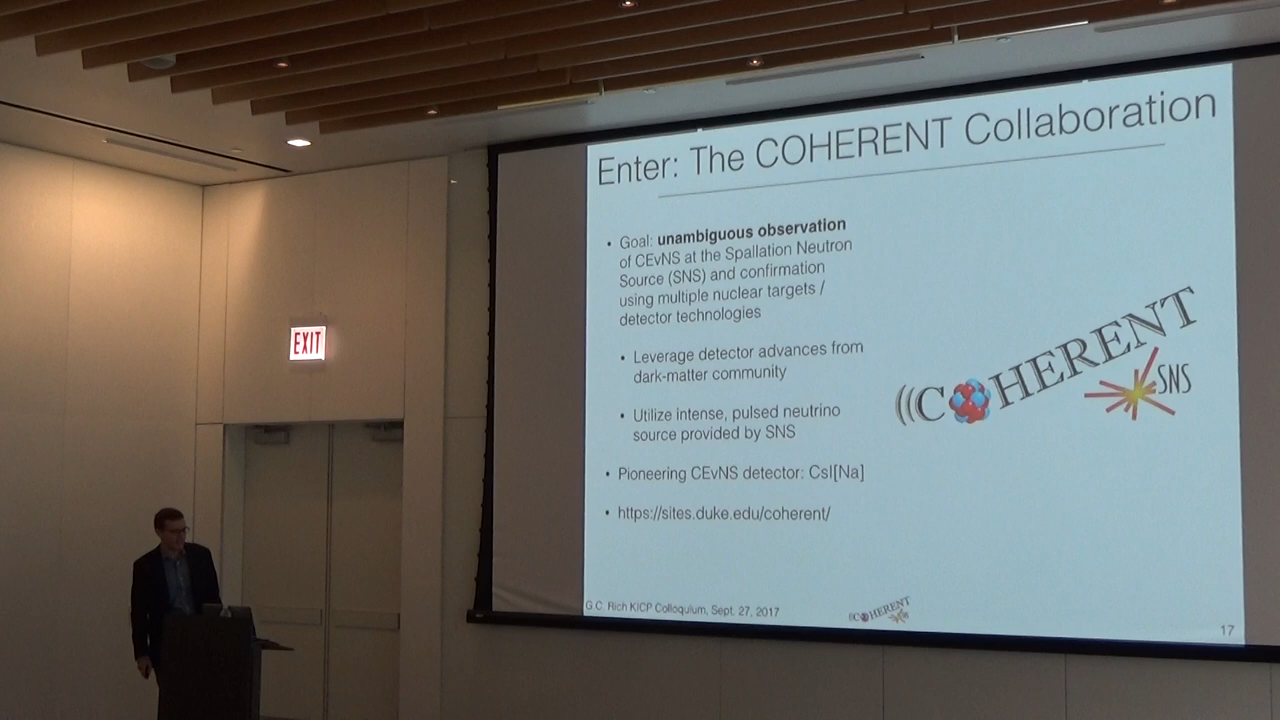 Enter: The COHERENT Collaboration
• Goal: unambiguous observation
of CEvNS at the Spallation Neutron
Source (SNS) and confirmation
using multiple nuclear targets /
detector technologies
• Leverage detector advances from
dark-matter community
• Utilize intense, pulsed neutrino
source provided by SNS
• Pioneering CEvNS detector: CsI[Na]
• https://sites.duke.edu/coherent/
((COHERENT
SNS
EXIT
G.C. Rich KICP Colloquium, Sept. 27, 2017
((COHERENT
17